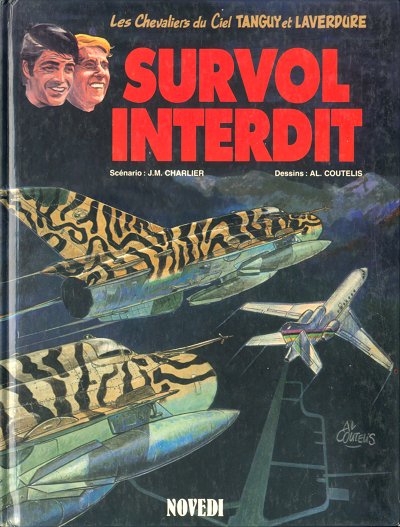 Les Chevaliers du Ciel TANGUY et LAVERDURE
SURVOL
INTERDIT
Scénario : J.M. CHARLIER Dessins : AL. COUTELIS
AL
COUTELIS
NOVEDI